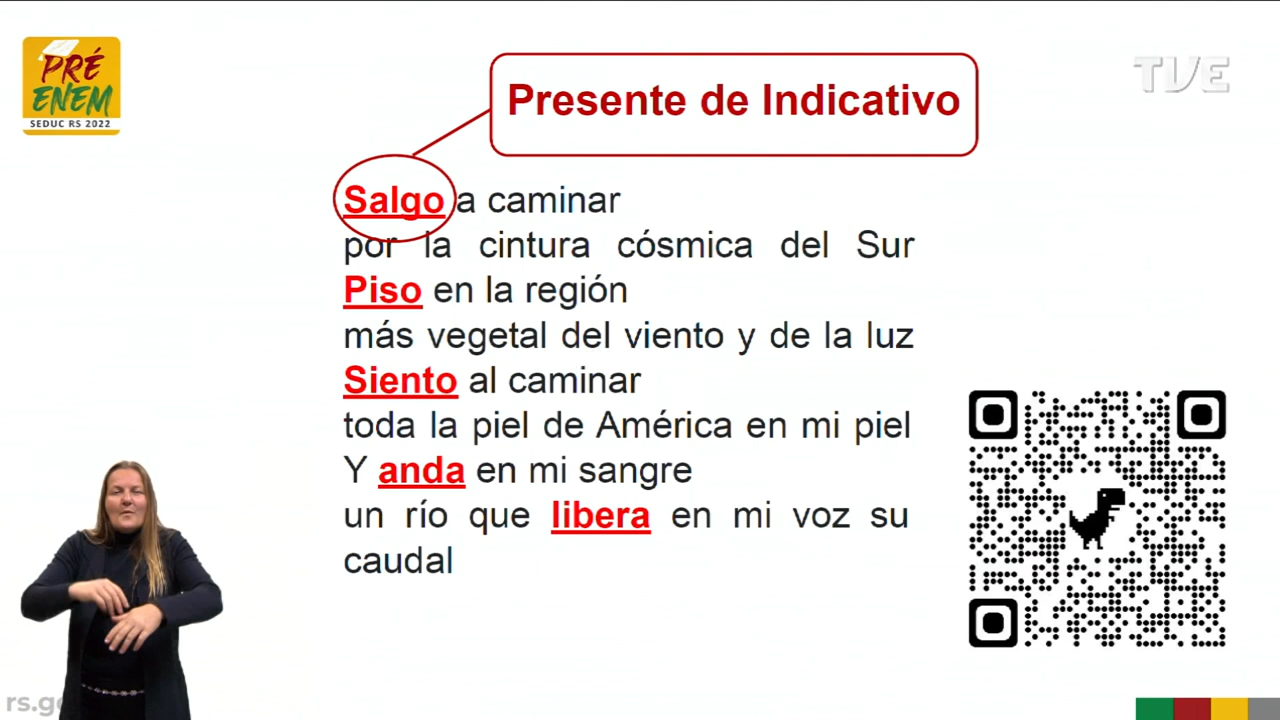 PRÉ
ENEM
SEDUC RS 2022
TVE
Presente de Indicativo
Salgo a caminar
por la cintura cósmica del Sur
Piso en la región
más vegetal del viento y de la luz
Siento al caminar
toda la piel de América en mi piel
Y anda en mi sangre
un río que libera en mi voz su
caudal